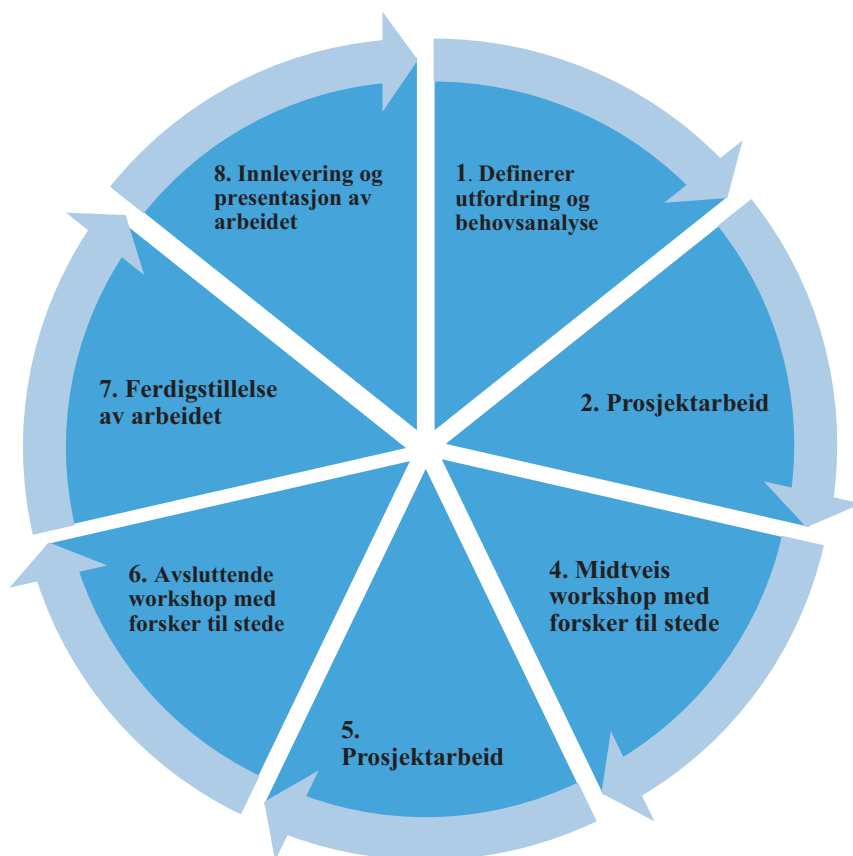 1. Definerer
utfordring og
behovsanalyse
2. Prosjektarbeid
4. Midtveis
workshop med
forsker til stede
5.
Prosjektarbeid
6. Avsluttende
workshop med
forsker til stede
7. Ferdigstillelse
av arbeidet
8. Innlevering og
presentasjon av
arbeidet